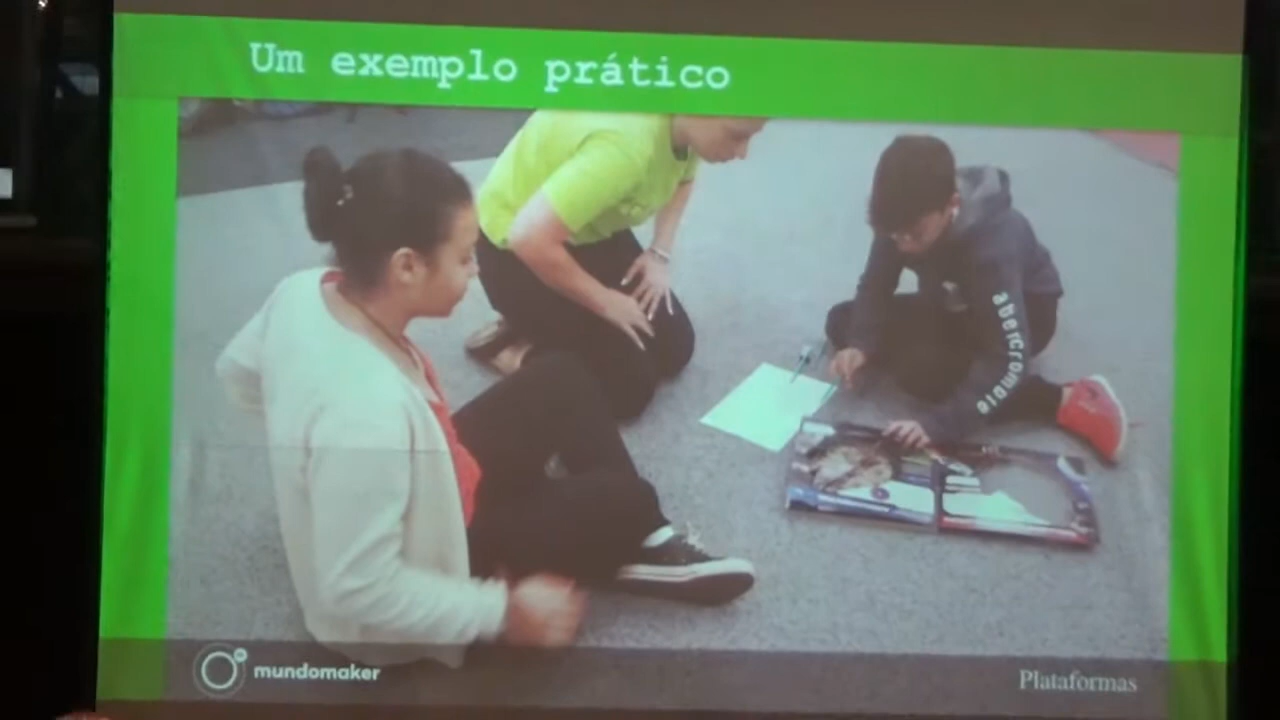 Um exemplo prático
abercrombie
mundomaker
Plataformas